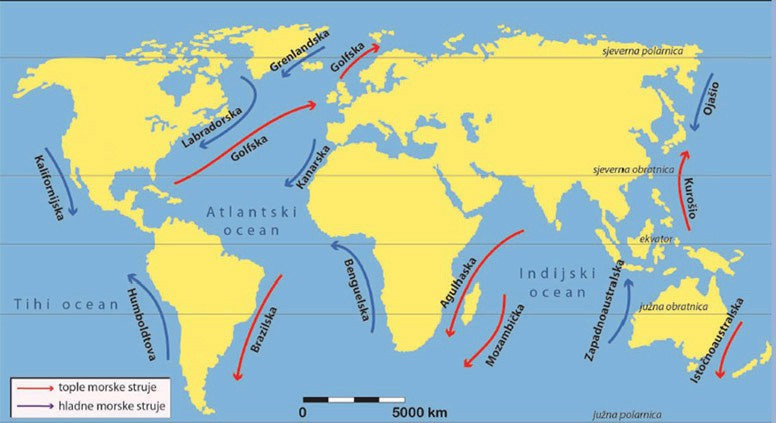 Grenlandska
Golfska
sjeverna polarnica
Ojašio
Labradorska
Golfska
Kanarska
Kalifornijska
sjeverna obratnica
Kurošio
Atlantski
ocean
ekvator
Agulhaska
Indijski
ocean
Benguelska
Zapadnoaustralska
Tihi ocean
Humboldtova
Brazilska
Mozambička
južna obratnica
Istočnoaustralska
tople morske struje
hladne morske struje
0
5000 km
južna polarnica